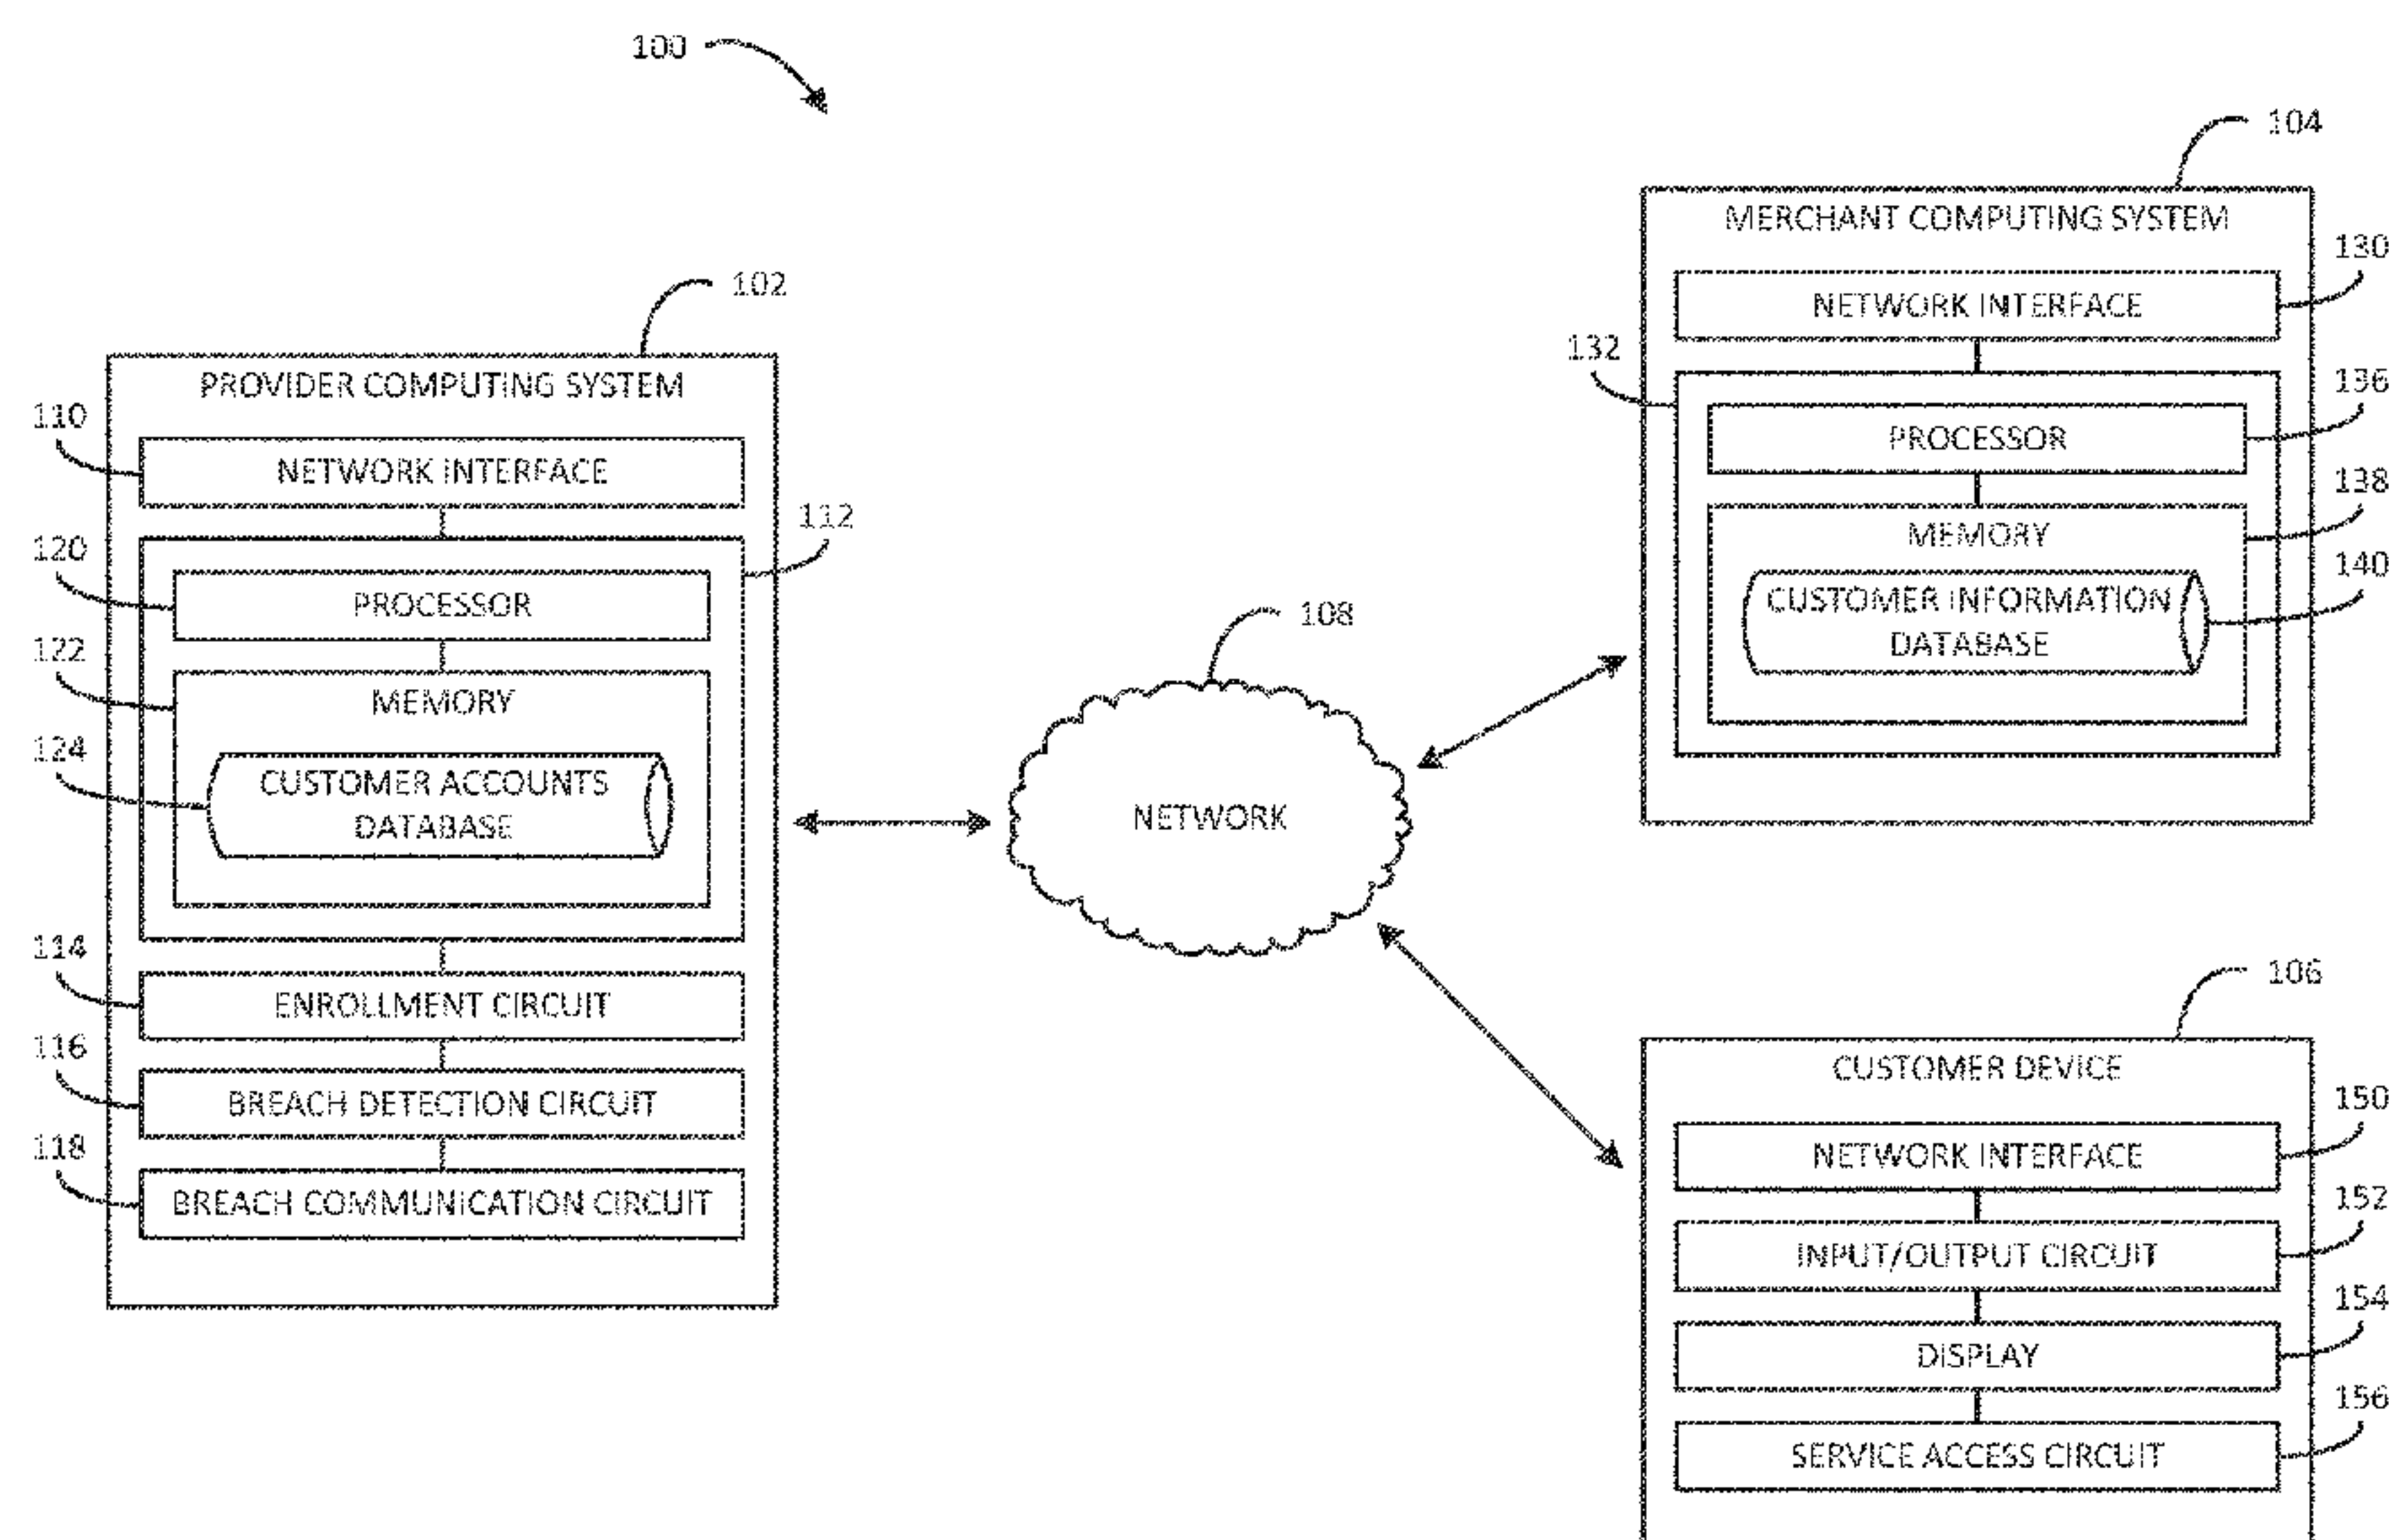 100
102
PROVIDER COMPUTING SYSTEM
110
NETWORK INTERFACE
112
120
PROCESSOR
122
MEMORY
124
CUSTOMER ACCOUNTS
DATABASE
114
ENROLLMENT CIRCUIT
116
BREACH DETECTION CIRCUIT
118
BREACH COMMUNICATION CIRCUIT
108
NETWORK
104
MERCHANT COMPUTING SYSTEM
130
NETWORK INTERFACE
132
136
PROCESSOR
138
MEMORY
140
CUSTOMER INFORMATION
DATABASE
106
CUSTOMER DEVICE
150
NETWORK INTERFACE
152
INPUT/OUTPUT CIRCUIT
154
DISPLAY
156
SERVICE ACCESS CIRCUIT